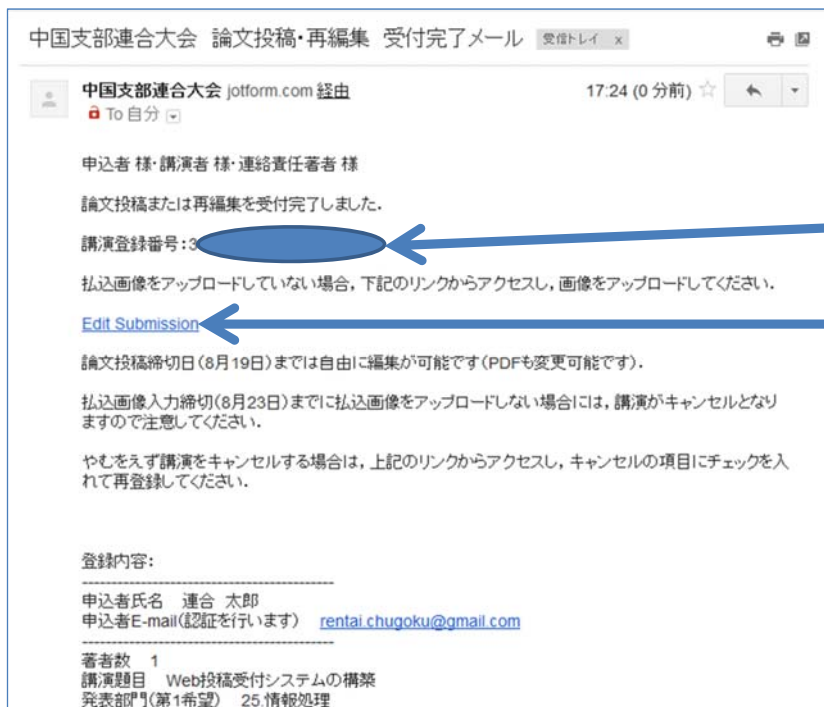 中国支部連合大会 論文投稿・再編集 受付完了メール 受信トレイ x
中国支部連合大会 jotform.com 経由 17:24 (0 分前)
To 自分
申込者 様・講演者 様・連絡責任著者 様
論文投稿または再編集を受付完了しました．
講演登録番号：3
払込画像をアップロードしていない場合，下記のリンクからアクセスし，画像をアップロードしてください．
Edit Submission
論文投稿締切日（8月19日）までは自由に編集が可能です（PDFも変更可能です）．
払込画像入力締切（8月23日）までに払込画像をアップロードしない場合には，講演がキャンセルとなり
ますので注意してください．
やむをえず講演をキャンセルする場合は，上記のリンクからアクセスし，キャンセルの項目にチェックを入
れて再登録してください．
登録内容：
----------------------------------------
申込者氏名 連合 太郎
申込者E-mail(認証を行います) rentai.chugoku@gmail.com
----------------------------------------
著者数 1
講演題目 Web投稿受付システムの構築
発表部門(第1希望) 25.情報処理